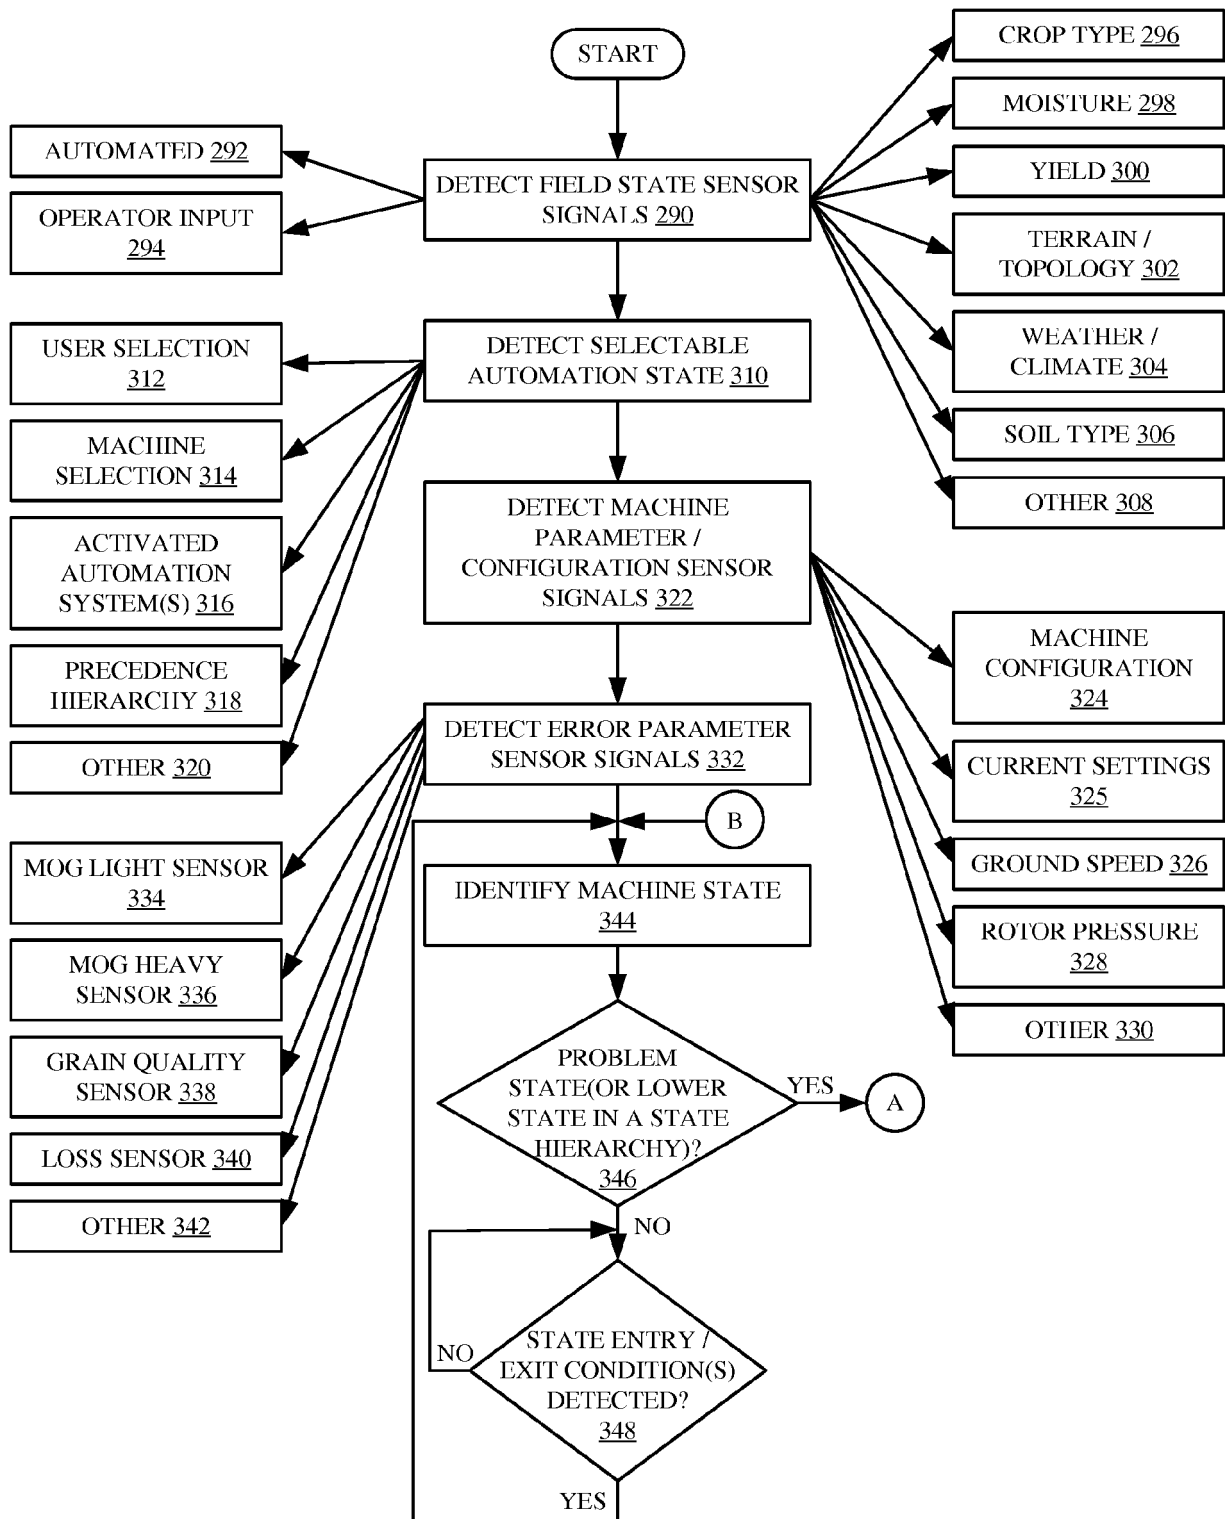 START
CROP TYPE 296
MOISTURE 298
YIELD 300
TERRAIN /
TOPOLOGY 302
WEATHER /
CLIMATE 304
SOIL TYPE 306
OTHER 308
AUTOMATED 292
OPERATOR INPUT
294
DETECT FIELD STATE SENSOR
SIGNALS 290
USER SELECTION
312
MACHINE
SELECTION 314
ACTIVATED
AUTOMATION
SYSTEM(S) 316
PRECEDENCE
HIERARCHY 318
OTHER 320
DETECT SELECTABLE
AUTOMATION STATE 310
DETECT MACHINE
PARAMETER /
CONFIGURATION SENSOR
SIGNALS 322
MACHINE
CONFIGURATION
324
CURRENT SETTINGS
325
GROUND SPEED 326
ROTOR PRESSURE
328
OTHER 330
DETECT ERROR PARAMETER
SENSOR SIGNALS 332
MOG LIGHT SENSOR
334
MOG HEAVY
SENSOR 336
GRAIN QUALITY
SENSOR 338
LOSS SENSOR 340
OTHER 342
B
IDENTIFY MACHINE STATE
344
PROBLEM
STATE(OR LOWER
STATE IN A STATE
HIERARCHY)?
346
YES
A
NO
STATE ENTRY /
EXIT CONDITION(S)
DETECTED?
348
NO
YES